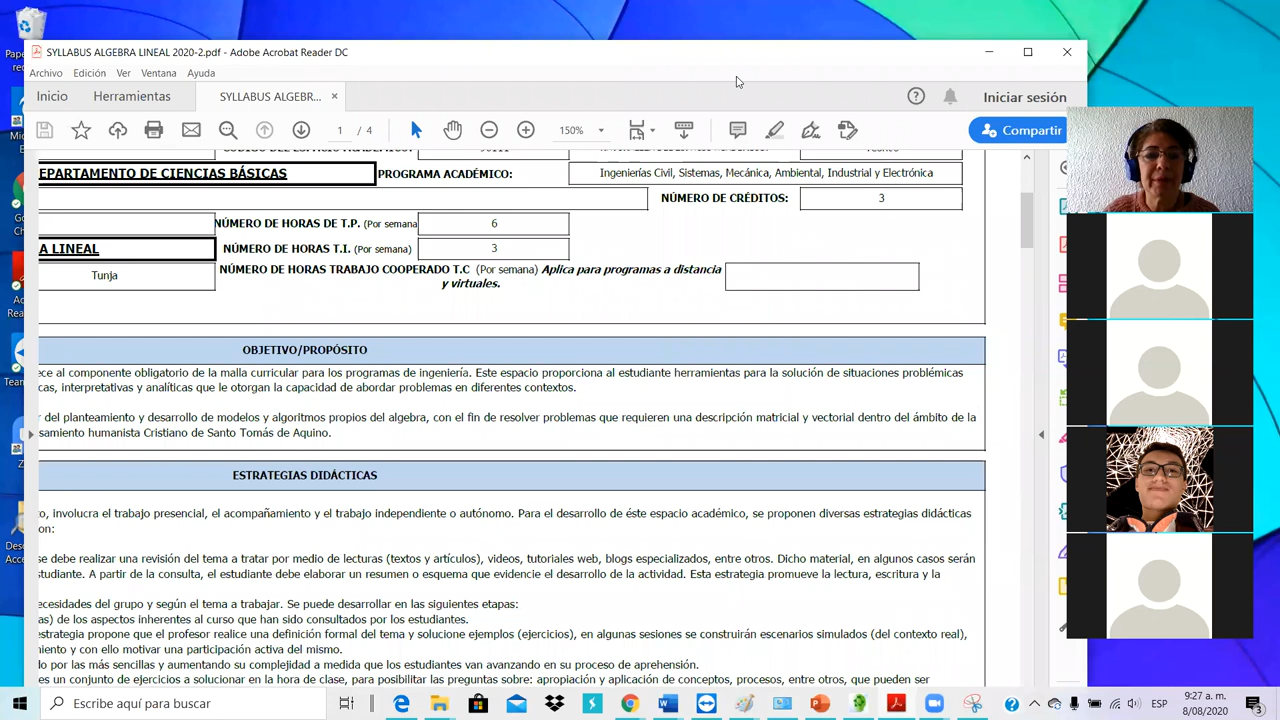 SYLLABUS ALGEBRA LINEAL 2020-2.pdf - Adobe Acrobat Reader DC
Archivo Edición Ver Ventana Ayuda
Inicio Herramientas SYLLABUS ALGEBR... × Iniciar sesión
1 / 4 150% Compartir
EPARTAMENTO DE CIENCIAS BÁSICAS PROGRAMA ACADÉMICO: Ingenierías Civil, Sistemas, Mecánica, Ambiental, Industrial y Electrónica
NÚMERO DE CRÉDITOS: 3
NÚMERO DE HORAS DE T.P. (Por semana 6
A LINEAL NÚMERO DE HORAS T.I. (Por semana) 3
Tunja NÚMERO DE HORAS TRABAJO COOPERADO T.C (Por semana) Aplica para programas a distancia
y virtuales.
OBJETIVO/PROPÓSITO
ece al componente obligatorio de la malla curricular para los programas de ingeniería. Este espacio proporciona al estudiante herramientas para la solución de situaciones problémicas
cas, interpretativas y analíticas que le otorgan la capacidad de abordar problemas en diferentes contextos.
r del planteamiento y desarrollo de modelos y algoritmos propios del algebra, con el fin de resolver problemas que requieren una descripción matricial y vectorial dentro del ámbito de la
samiento humanista Cristiano de Santo Tomás de Aquino.
ESTRATEGIAS DIDÁCTICAS
o, involucra el trabajo presencial, el acompañamiento y el trabajo independiente o autónomo. Para el desarrollo de éste espacio académico, se proponen diversas estrategias didácticas
on:
se debe realizar una revisión del tema a tratar por medio de lecturas (textos y artículos), videos, tutoriales web, blogs especializados, entre otros. Dicho material, en algunos casos serán
studiante. A partir de la consulta, el estudiante debe elaborar un resumen o esquema que evidencie el desarrollo de la actividad. Esta estrategia promueve la lectura, escritura y la
ecesidades del grupo y según el tema a trabajar. Se puede desarrollar en las siguientes etapas:
as) de los aspectos inherentes al curso que han sido consultados por los estudiantes.
estrategia propone que el profesor realice una definición formal del tema y solucione ejemplos (ejercicios), en algunas sesiones se construirán escenarios simulados (del contexto real),
miento y con ello motivar una participación activa del mismo.
do por las más sencillas y aumentando su complejidad a medida que los estudiantes van avanzando en su proceso de aprehensión.
es un conjunto de ejercicios a solucionar en la hora de clase, para posibilitar las preguntas sobre: apropiación y aplicación de conceptos, procesos, entre otros, que pueden ser
Escribe aquí para buscar
ESP
9:27 a. m.
8/08/2020
3